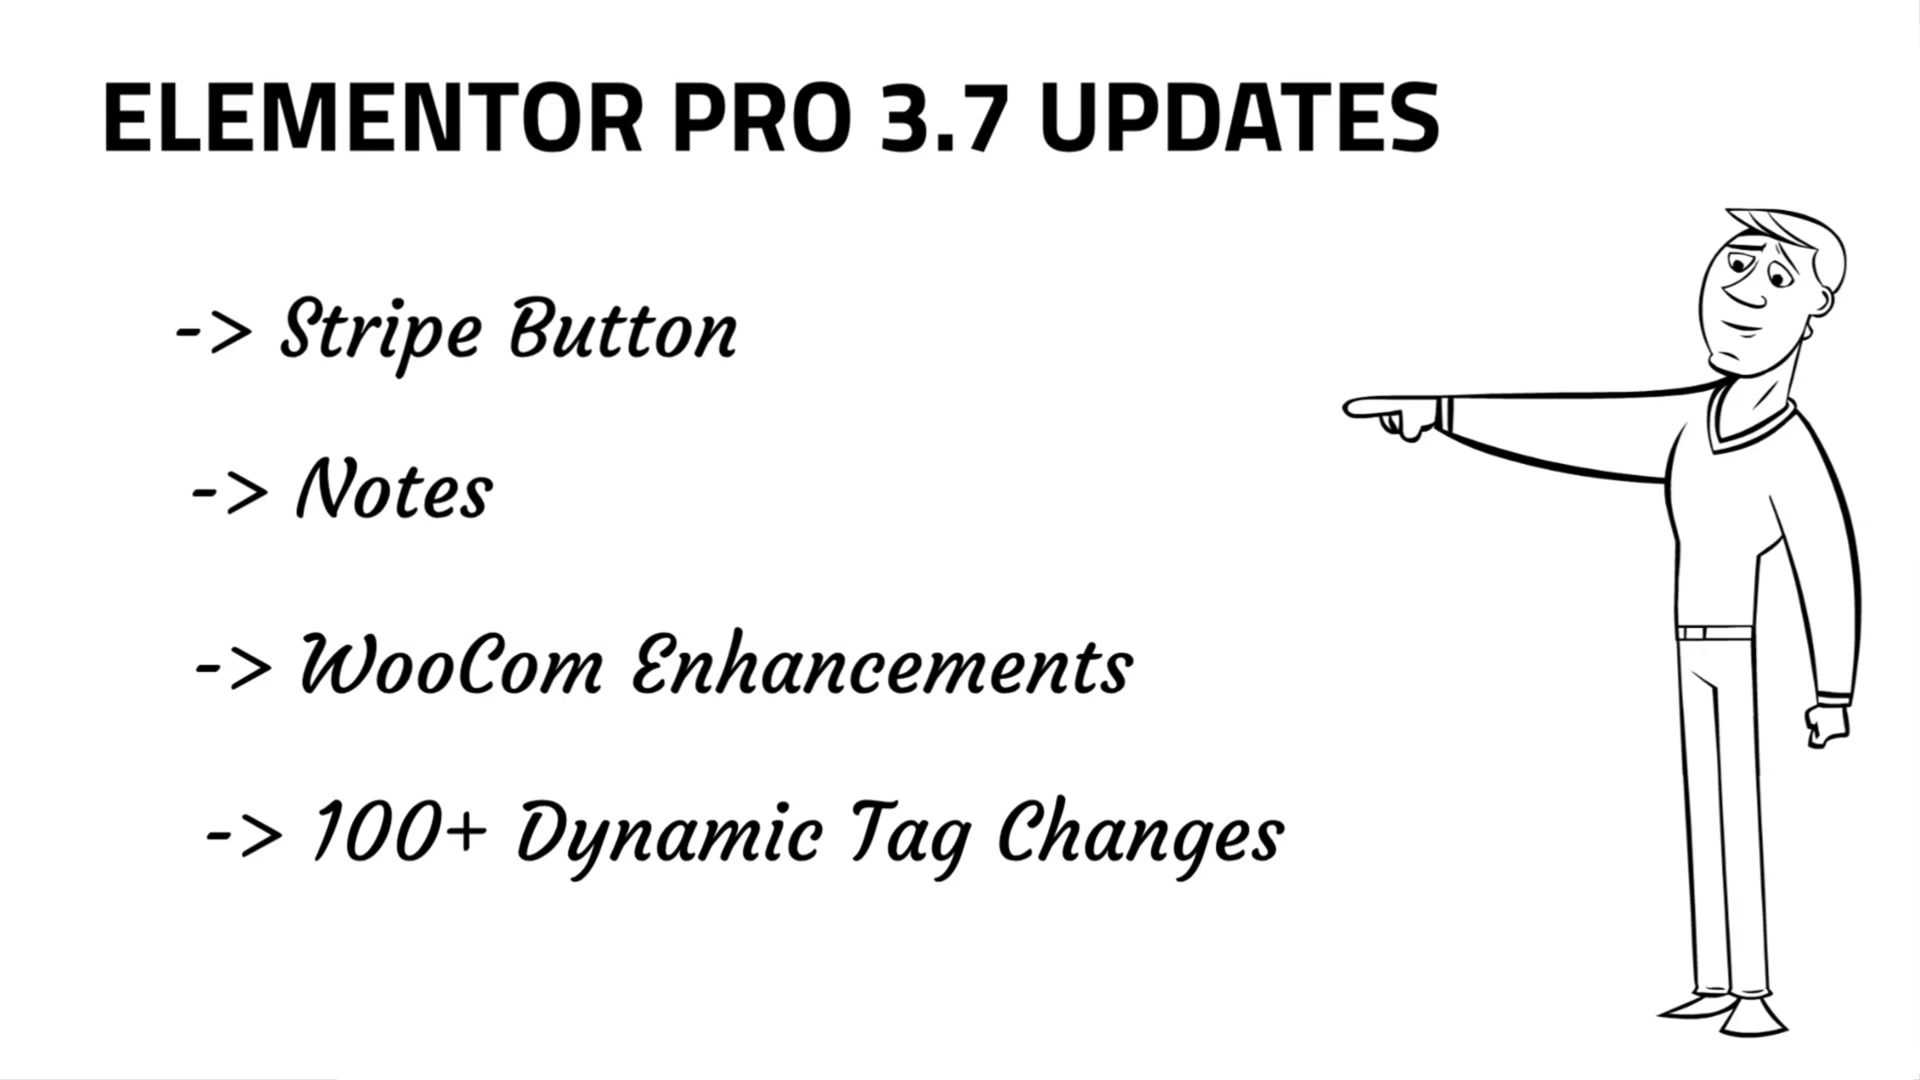 ELEMENTOR PRO 3.7 UPDATES
-> Stripe Button
-> Notes
-> WooCom Enhancements
-> 100+ Dynamic Tag Changes